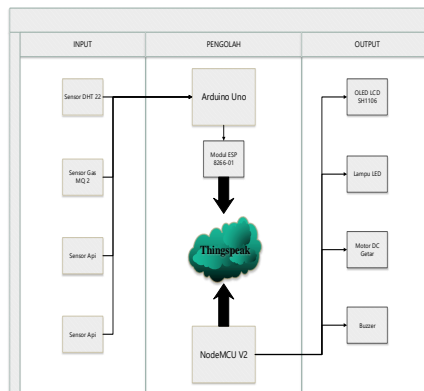 INPUT
PENGOLAH
OUTPUT
Sensor DHT 22
Sensor Gas
MQ 2
Sensor Api
Sensor Api
Arduino Uno
Modul ESP
8266-01
Thingspeak
NodeMCU V2
OLED LCD
SH1106
Lampu LED
Motor DC
Getar
Buzzer